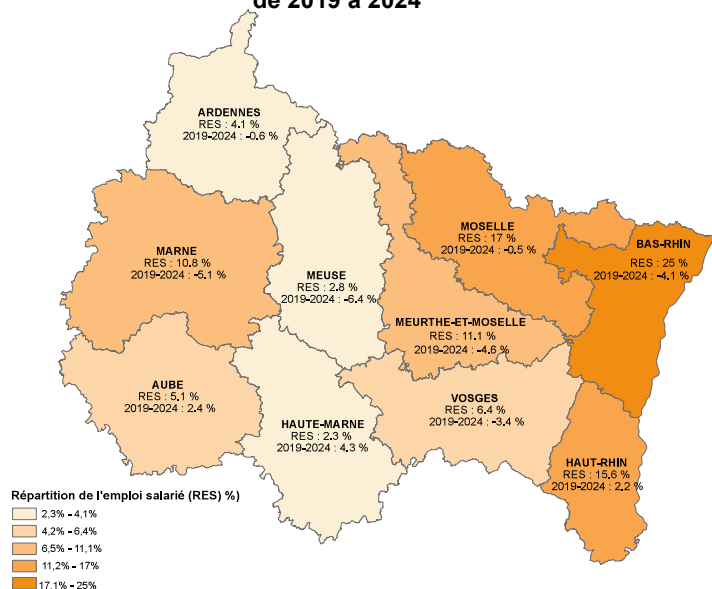 de 2019 à 2024
ARDENNES
RES : 4.1 %
2019-2024 : -0.6 %
MOSELLE
RES : 17 %
2019-2024 : -0.5 %
BAS-RHIN
RES : 25 %
2019-2024 : -4.1 %
MARNE
RES : 10.8 %
2019-2024 : -5.1 %
MEUSE
RES : 2.8 %
2019-2024 : -6.4 %
MEURTHE-ET-MOSELLE
RES : 11.1 %
2019-2024 : -4.6 %
AUBE
RES : 5.1 %
2019-2024 : 2.4 %
HAUTE-MARNE
RES : 2.3 %
2019-2024 : 4.3 %
VOSGES
RES : 6.4 %
2019-2024 : -3.4 %
HAUT-RHIN
RES : 15.6 %
2019-2024 : 2.2 %
Répartition de l'emploi salarié (RES) %)
2,3% - 4,1%
4,2% - 6,4%
6,5% - 11,1%
11,2% - 17%
17,1% - 25%